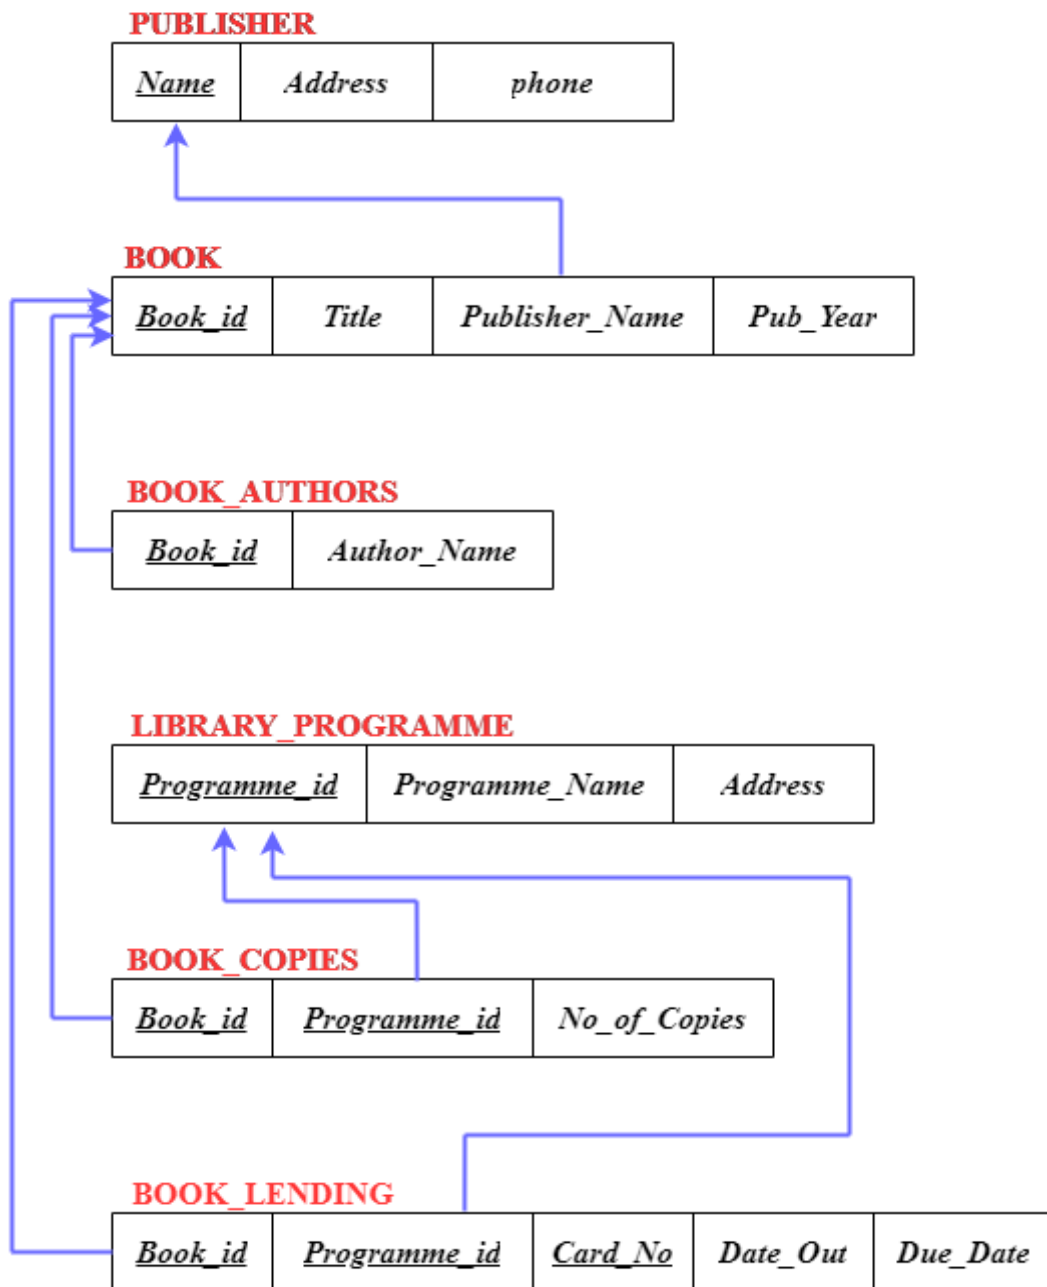 PUBLISHER
Name Address phone
BOOK
Book_id Title Publisher_Name Pub_Year
BOOK_AUTHORS
Book_id Author_Name
LIBRARY_PROGRAMME
Programme_id Programme_Name Address
BOOK_COPIES
Book_id Programme_id No_of_Copies
BOOK_LENDING
Book_id Programme_id Card_No Date_Out Due_Date